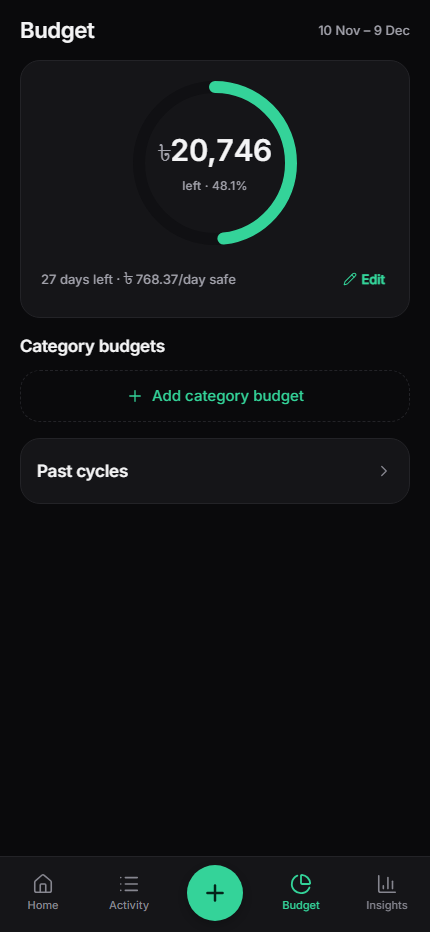 Budget
10 Nov – 9 Dec
৳20,746
left · 48.1%
27 days left · ৳ 768.37/day safe
Edit
Category budgets
Add category budget
Past cycles
Home
Activity
Budget
Insights